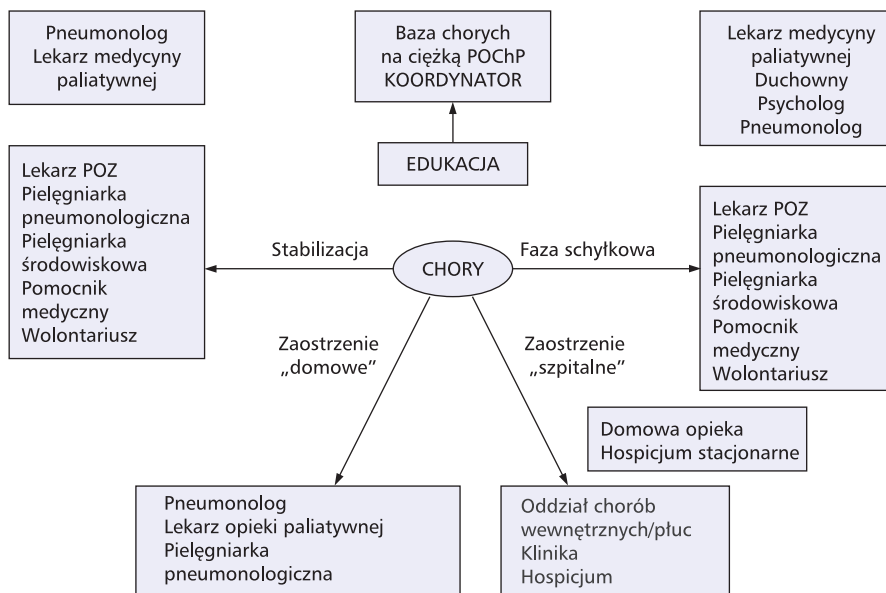 Pneumonolog
Lekarz medycyny
paliatywnej
Baza chorych
na ciężką POChP
KOORDYNATOR
Lekarz medycyny
paliatywnej
Duchowny
Psycholog
Pneumonolog
EDUKACJA
Lekarz POZ
Pielęgniarka
pneumonologiczna
Pielęgniarka
środowiskowa
Pomocnik
medyczny
Wolontariusz
Stabilizacja
CHORY
Faza schyłkowa
Lekarz POZ
Pielęgniarka
pneumonologiczna
Pielęgniarka
środowiskowa
Pomocnik
medyczny
Wolontariusz
Zaostrzenie
„domowe”
Zaostrzenie
„szpitalne”
Domowa opieka
Hospicjum stacjonarne
Pneumonolog
Lekarz opieki paliatywnej
Pielęgniarka
pneumonologiczna
Oddział chorób
wewnętrznych/płuc
Klinika
Hospicjum